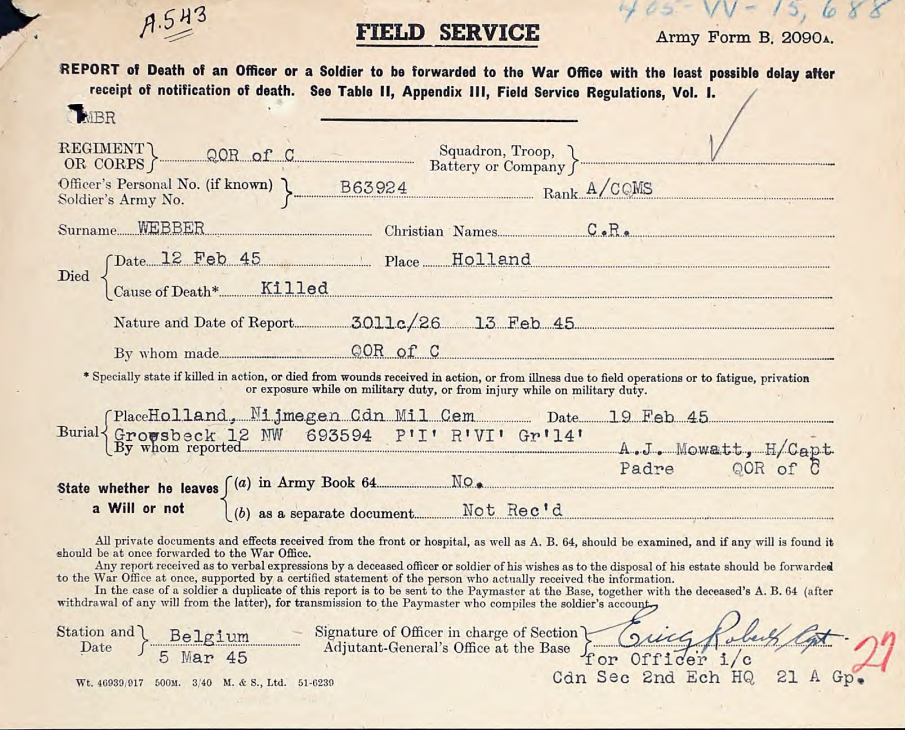 A.543
405-VV-15,688
FIELD SERVICE
Army Form B. 2090A.
REPORT of Death of an Officer or a Soldier to be forwarded to the War Office with the least possible delay after
receipt of notification of death. See Table II, Appendix III, Field Service Regulations, Vol. I.
MBR
REGIMENT OR CORPS} QOR of C Squadron, Troop, Battery or Company}
Officer's Personal No. (if known) Soldier's Army No.} B63924 Rank A/CQMS
Surname WEBBER Christian Names C.R.
Died {Date 12 Feb 45 Place Holland
Cause of Death* Killed
Nature and Date of Report 3011c/26 13 Feb 45
By whom made QOR of C
* Specially state if killed in action, or died from wounds received in action, or from illness due to field operations or to fatigue, privation
or exposure while on military duty, or from injury while on military duty.
Burial {Place Holland, Nijmegen Cdn Mil Cem Date 19 Feb 45
Growsbeck 12 NW 693594 P'I' R'VI' Gr'14'
By whom reported A.J. Mowatt, H/Capt
Padre QOR of C
State whether he leaves a Will or not {(a) in Army Book 64 No.
(b) as a separate document Not Rec'd
All private documents and effects received from the front or hospital, as well as A. B. 64, should be examined, and if any will is found it
should be at once forwarded to the War Office.
Any report received as to verbal expressions by a deceased officer or soldier of his wishes as to the disposal of his estate should be forwarded
to the War Office at once, supported by a certified statement of the person who actually received the information.
In the case of a soldier a duplicate of this report is to be sent to the Paymaster at the Base, together with the deceased's A. B. 64 (after
withdrawal of any will from the latter), for transmission to the Paymaster who compiles the soldier's account.
Station and Date} Belgium Signature of Officer in charge of Section Adjutant-General's Office at the Base} Capt
5 Mar 45 for Officer i/c
27
Cdn Sec 2nd Ech HQ 21 A Gp.
Wt. 46939/917 500M. 3/40 M. & S., Ltd. 51-6239